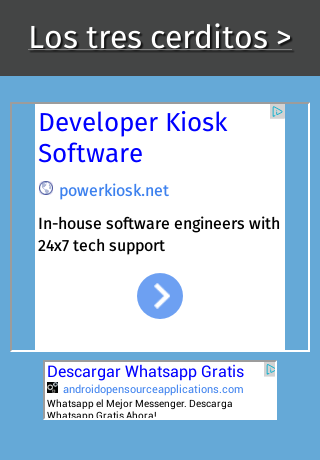 Los tres cerditos >
Developer Kiosk
Software
powerkiosk.net
In-house software engineers with
24x7 tech support
Descargar Whatsapp Gratis
androidopensourceapplications.com
Whatsapp el Mejor Messenger. Descarga
Whatsapp Gratis Ahora!